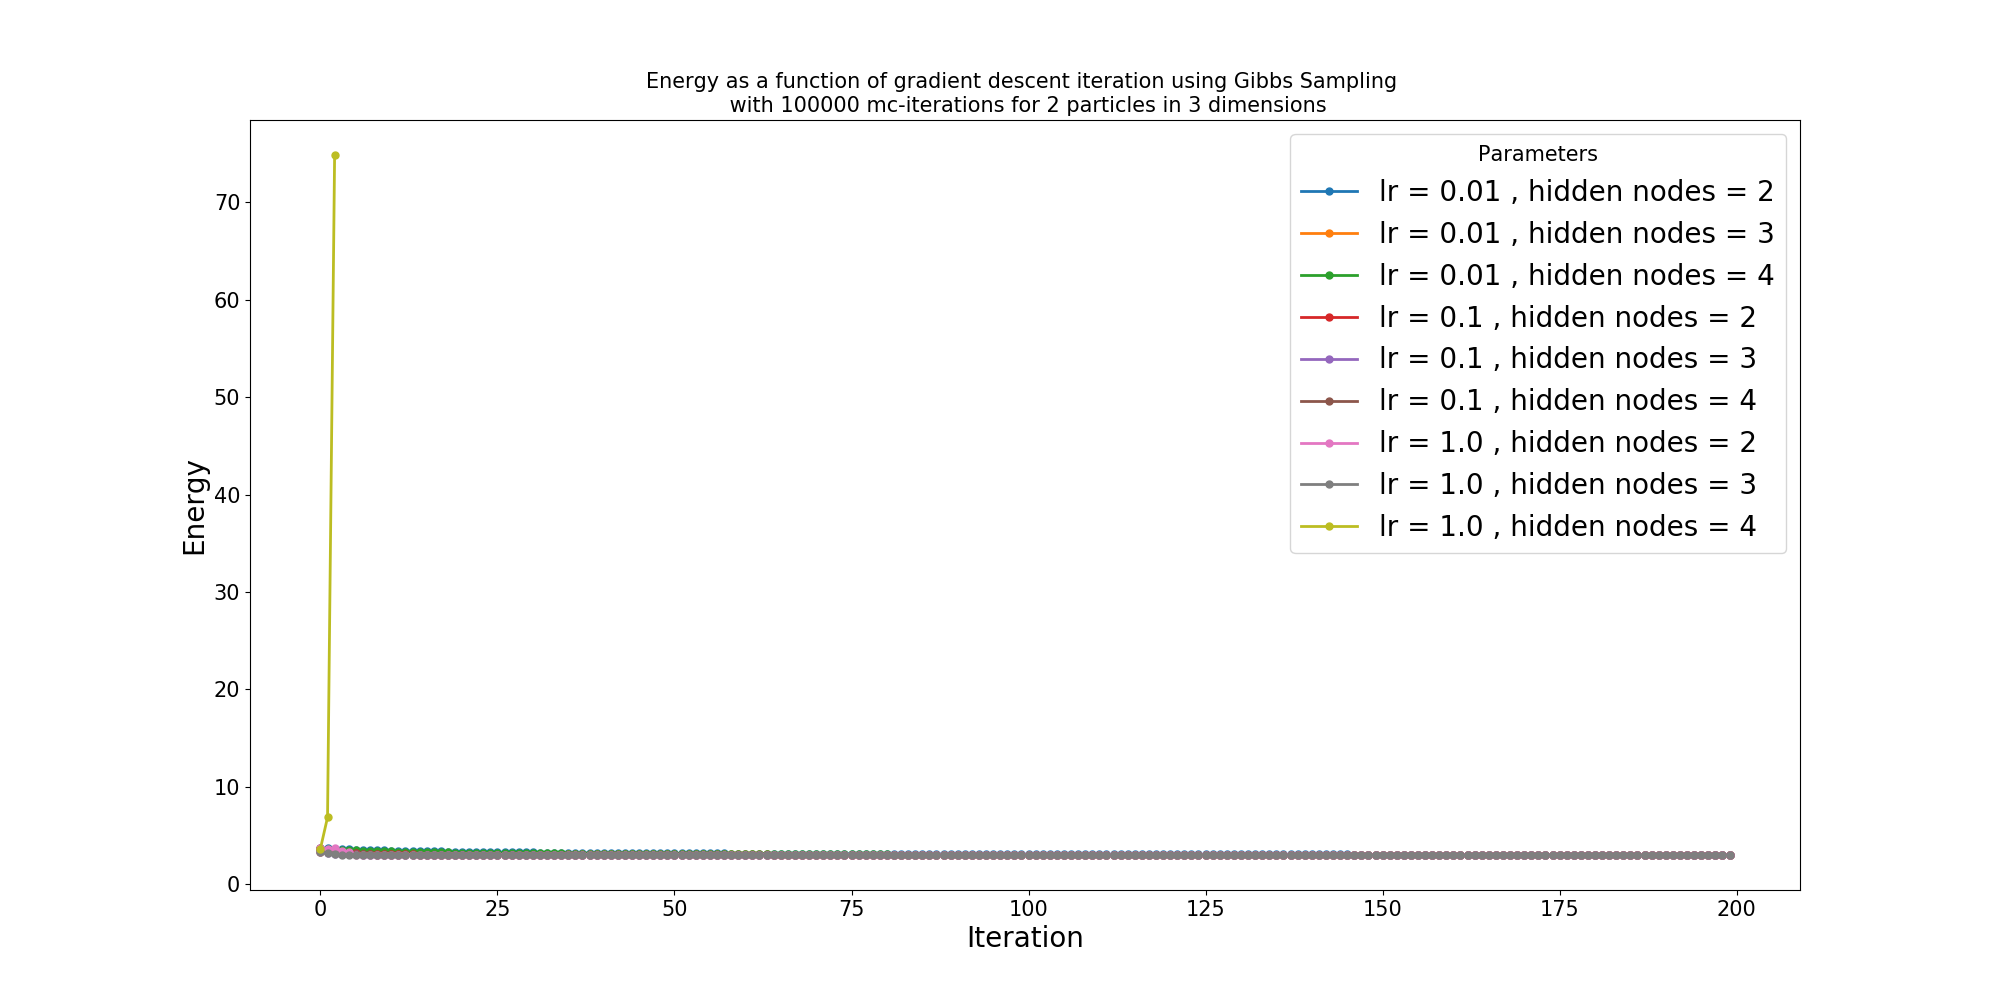 Energy as a function of gradient descent iteration using Gibbs Sampling
with 100000 mc-iterations for 2 particles in 3 dimensions
Parameters
lr = 0.01 , hidden nodes = 2
lr = 0.01 , hidden nodes = 3
lr = 0.01 , hidden nodes = 4
lr = 0.1 , hidden nodes = 2
lr = 0.1 , hidden nodes = 3
lr = 0.1 , hidden nodes = 4
lr = 1.0 , hidden nodes = 2
lr = 1.0 , hidden nodes = 3
lr = 1.0 , hidden nodes = 4
Energy
70
60
50
40
30
20
10
0
0 25 50 75 100 125 150 175 200
Iteration